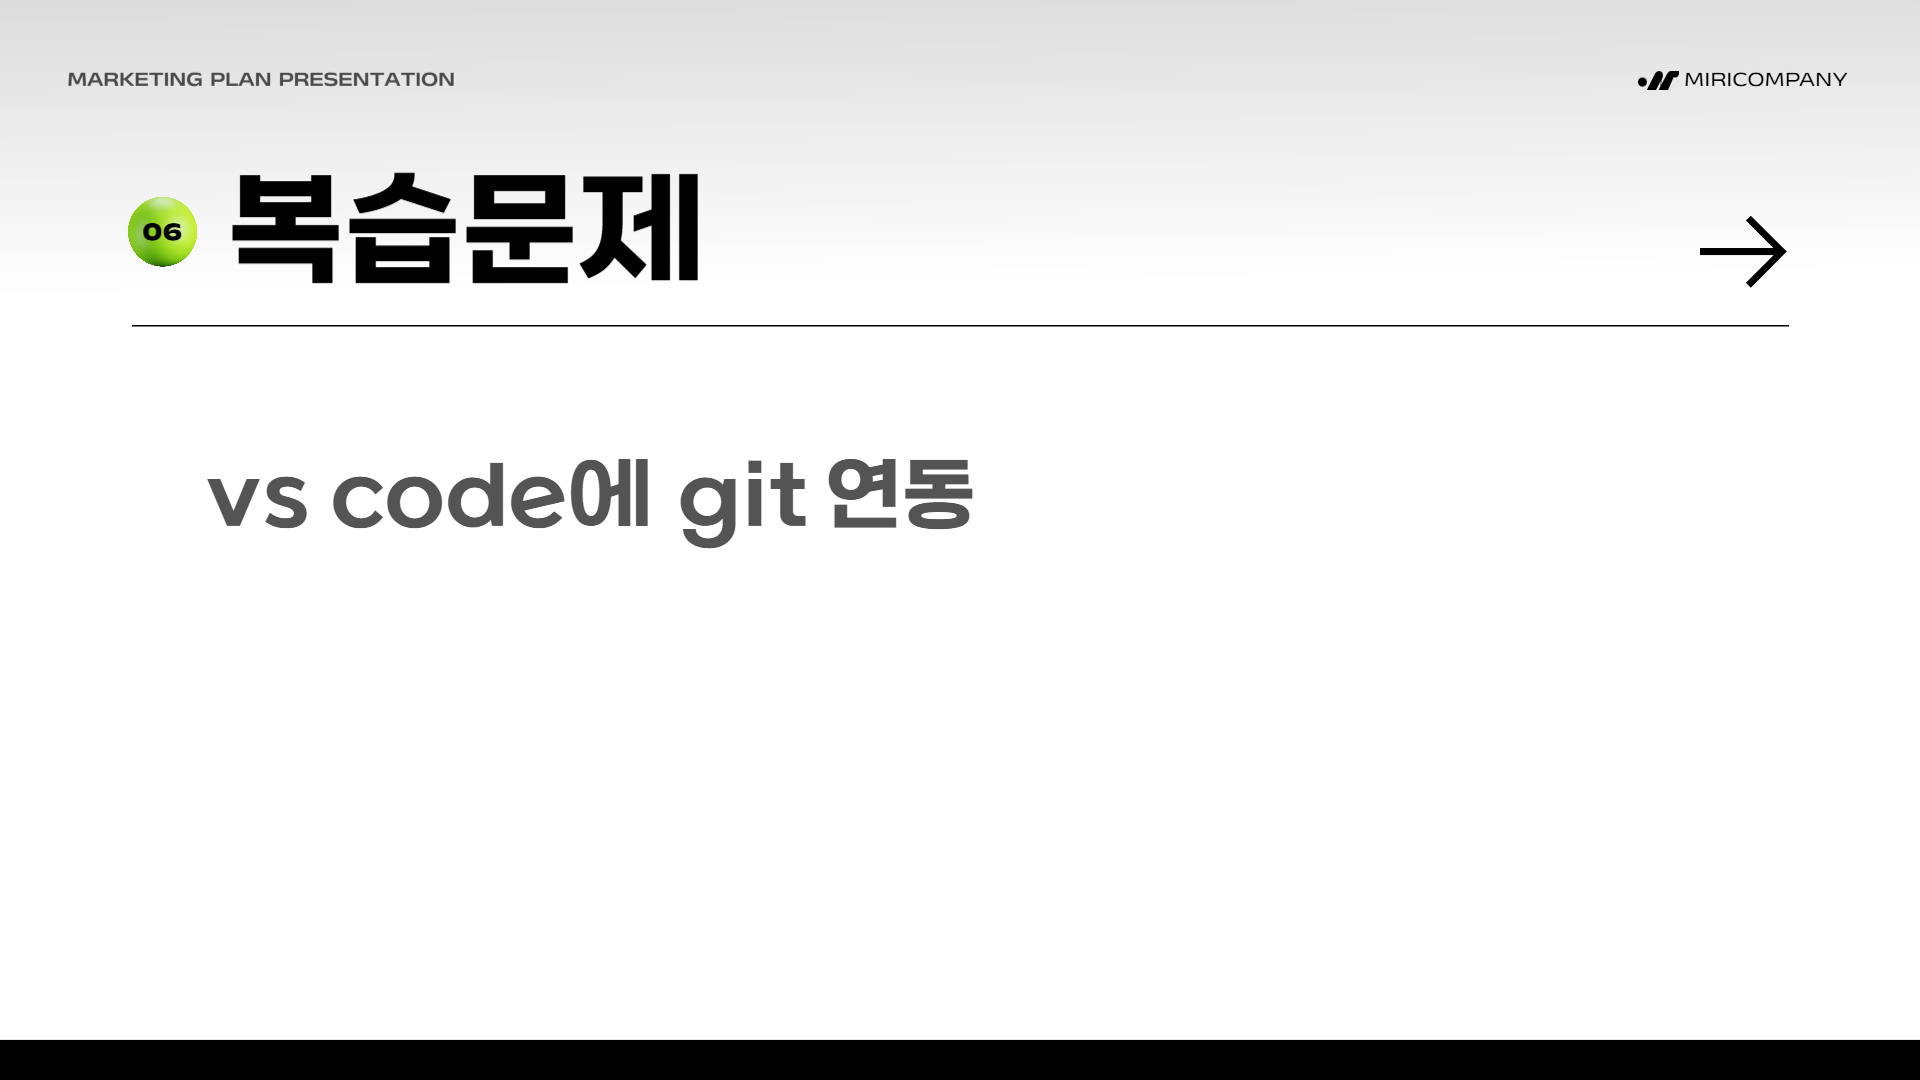 MARKETING PLAN PRESENTATION
MIRICOMPANY
06
복습문제
vs code에 git 연동